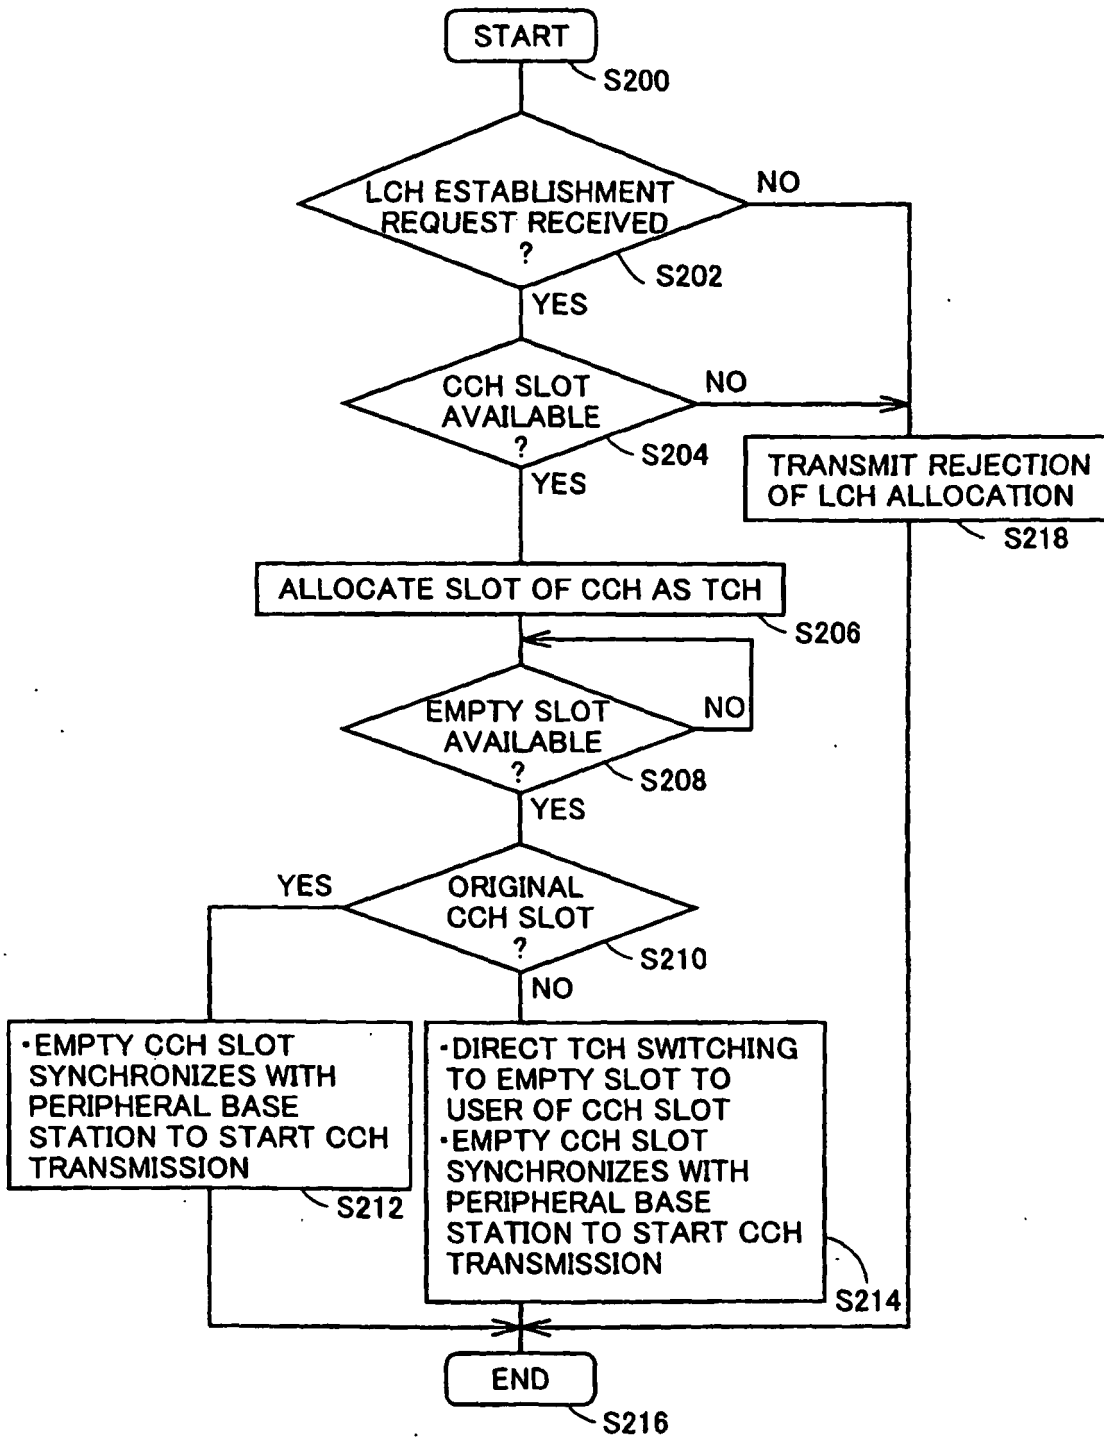 START
S200
LCH ESTABLISHMENT
REQUEST RECEIVED
?
NO
S202
YES
CCH SLOT
AVAILABLE
?
NO
S204
YES
TRANSMIT REJECTION
OF LCH ALLOCATION
S218
ALLOCATE SLOT OF CCH AS TCH
S206
EMPTY SLOT
AVAILABLE
?
NO
S208
YES
ORIGINAL
CCH SLOT
?
YES
S210
NO
·EMPTY CCH SLOT
SYNCHRONIZES WITH
PERIPHERAL BASE
STATION TO START CCH
TRANSMISSION
S212
·DIRECT TCH SWITCHING
TO EMPTY SLOT TO
USER OF CCH SLOT
·EMPTY CCH SLOT
SYNCHRONIZES WITH
PERIPHERAL BASE
STATION TO START CCH
TRANSMISSION
S214
END
S216